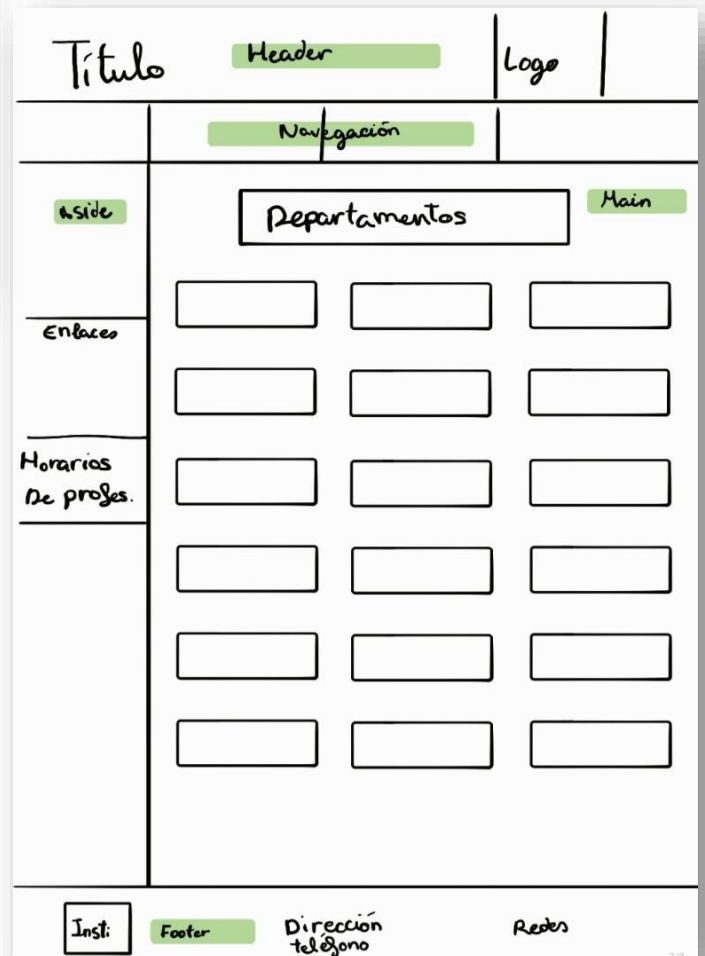 Título
Header
Logo
Navegación
aside
Departamentos
Main
Enlaces
Horarios
De profes.
Insti:
Footer
Dirección
teléfono
Redes